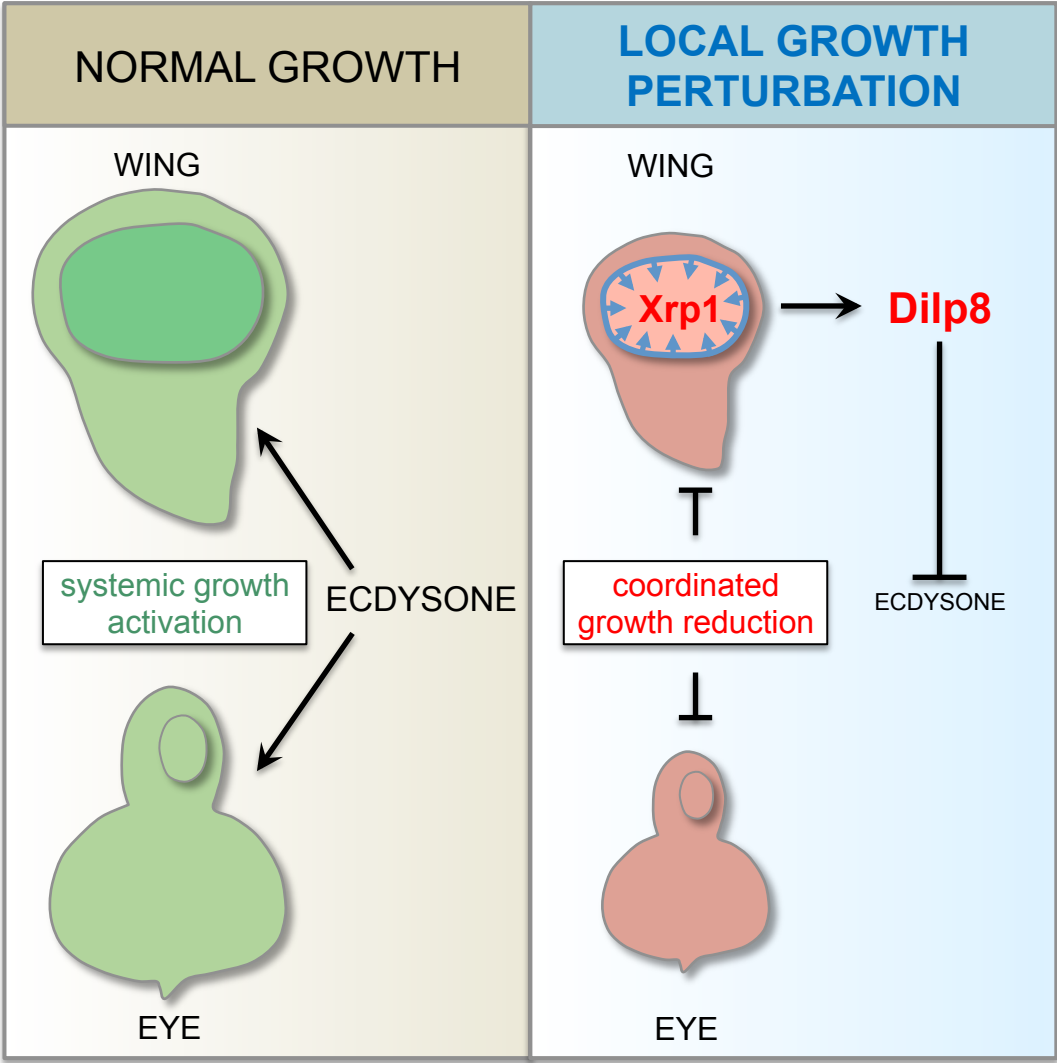 NORMAL GROWTH
LOCAL GROWTH
PERTURBATION
WING
systemic growth
activation
ECDYSONE
EYE
WING
Xrp1
Dilp8
coordinated
growth reduction
ECDYSONE
EYE